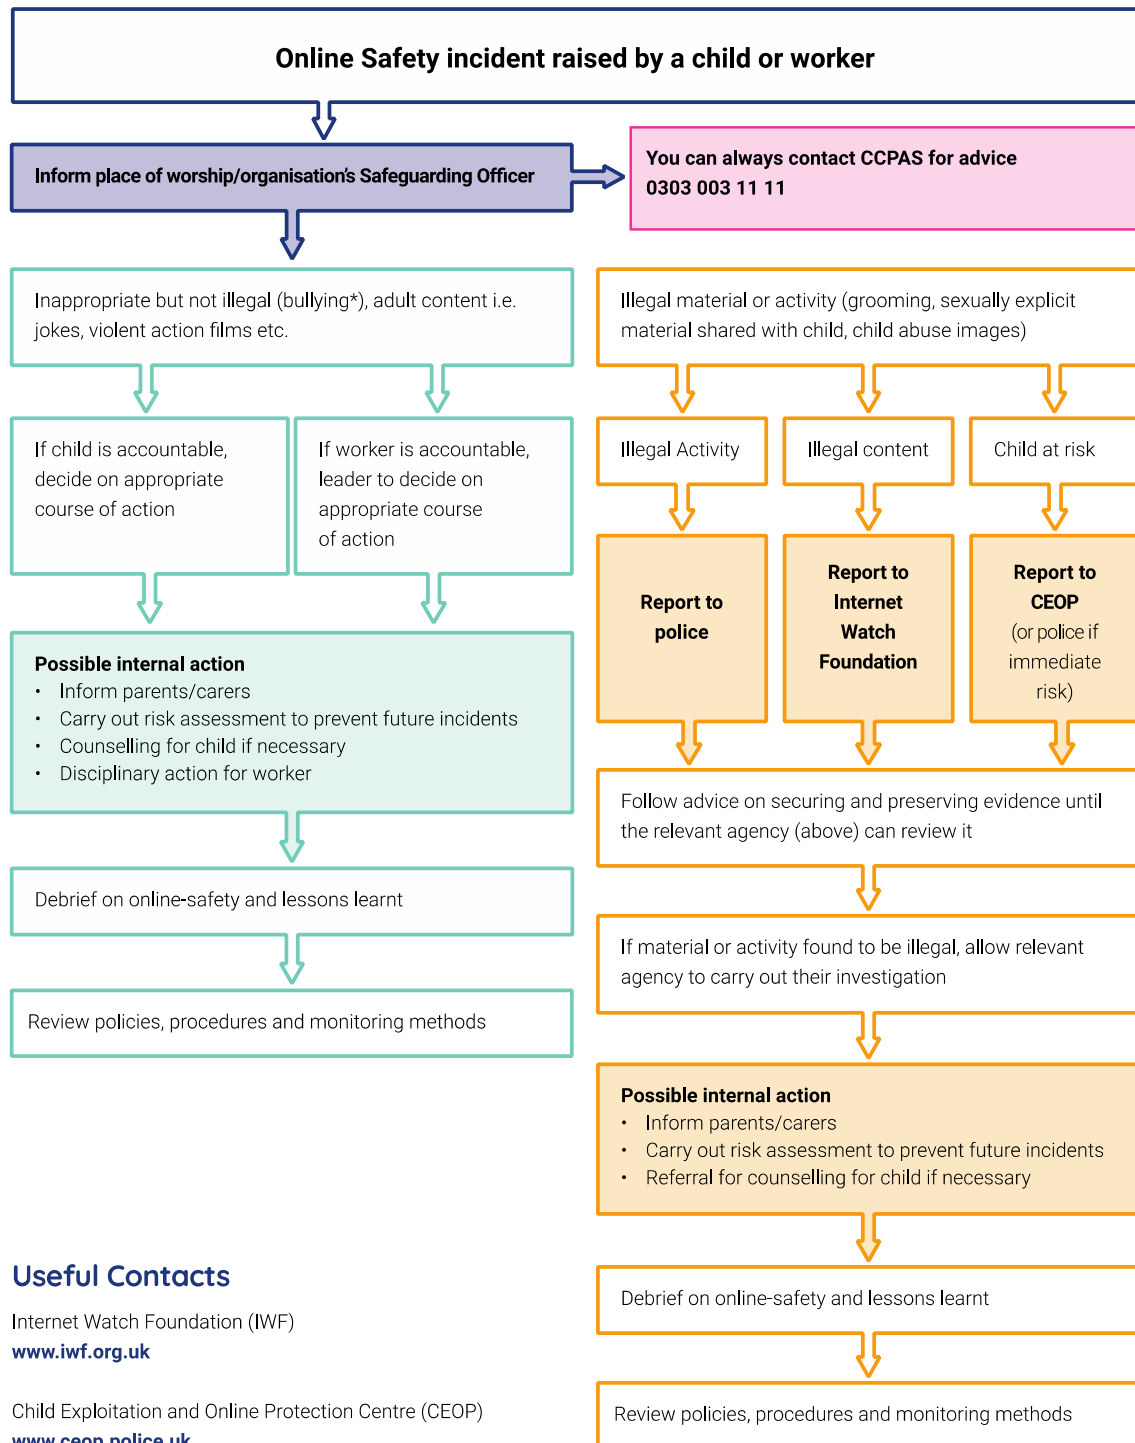 Online Safety incident raised by a child or worker
Inform place of worship/organisation's Safeguarding Officer
You can always contact CCPAS for advice
0303 003 11 11
Inappropriate but not illegal (bullying*), adult content i.e.
jokes, violent action films etc.
If child is accountable,
decide on appropriate
course of action
If worker is accountable,
leader to decide on
appropriate course
of action
Possible internal action
• Inform parents/carers
• Carry out risk assessment to prevent future incidents
• Counselling for child if necessary
• Disciplinary action for worker
Debrief on online-safety and lessons learnt
Review policies, procedures and monitoring methods
Illegal material or activity (grooming, sexually explicit
material shared with child, child abuse images)
Illegal Activity
Illegal content
Child at risk
Report to
police
Report to
Internet
Watch
Foundation
Report to
CEOP
(or police if
immediate
risk)
Follow advice on securing and preserving evidence until
the relevant agency (above) can review it
If material or activity found to be illegal, allow relevant
agency to carry out their investigation
Possible internal action
• Inform parents/carers
• Carry out risk assessment to prevent future incidents
• Referral for counselling for child if necessary
Debrief on online-safety and lessons learnt
Review policies, procedures and monitoring methods
Useful Contacts
Internet Watch Foundation (IWF)
www.iwf.org.uk
Child Exploitation and Online Protection Centre (CEOP)
www.ceop.police.uk